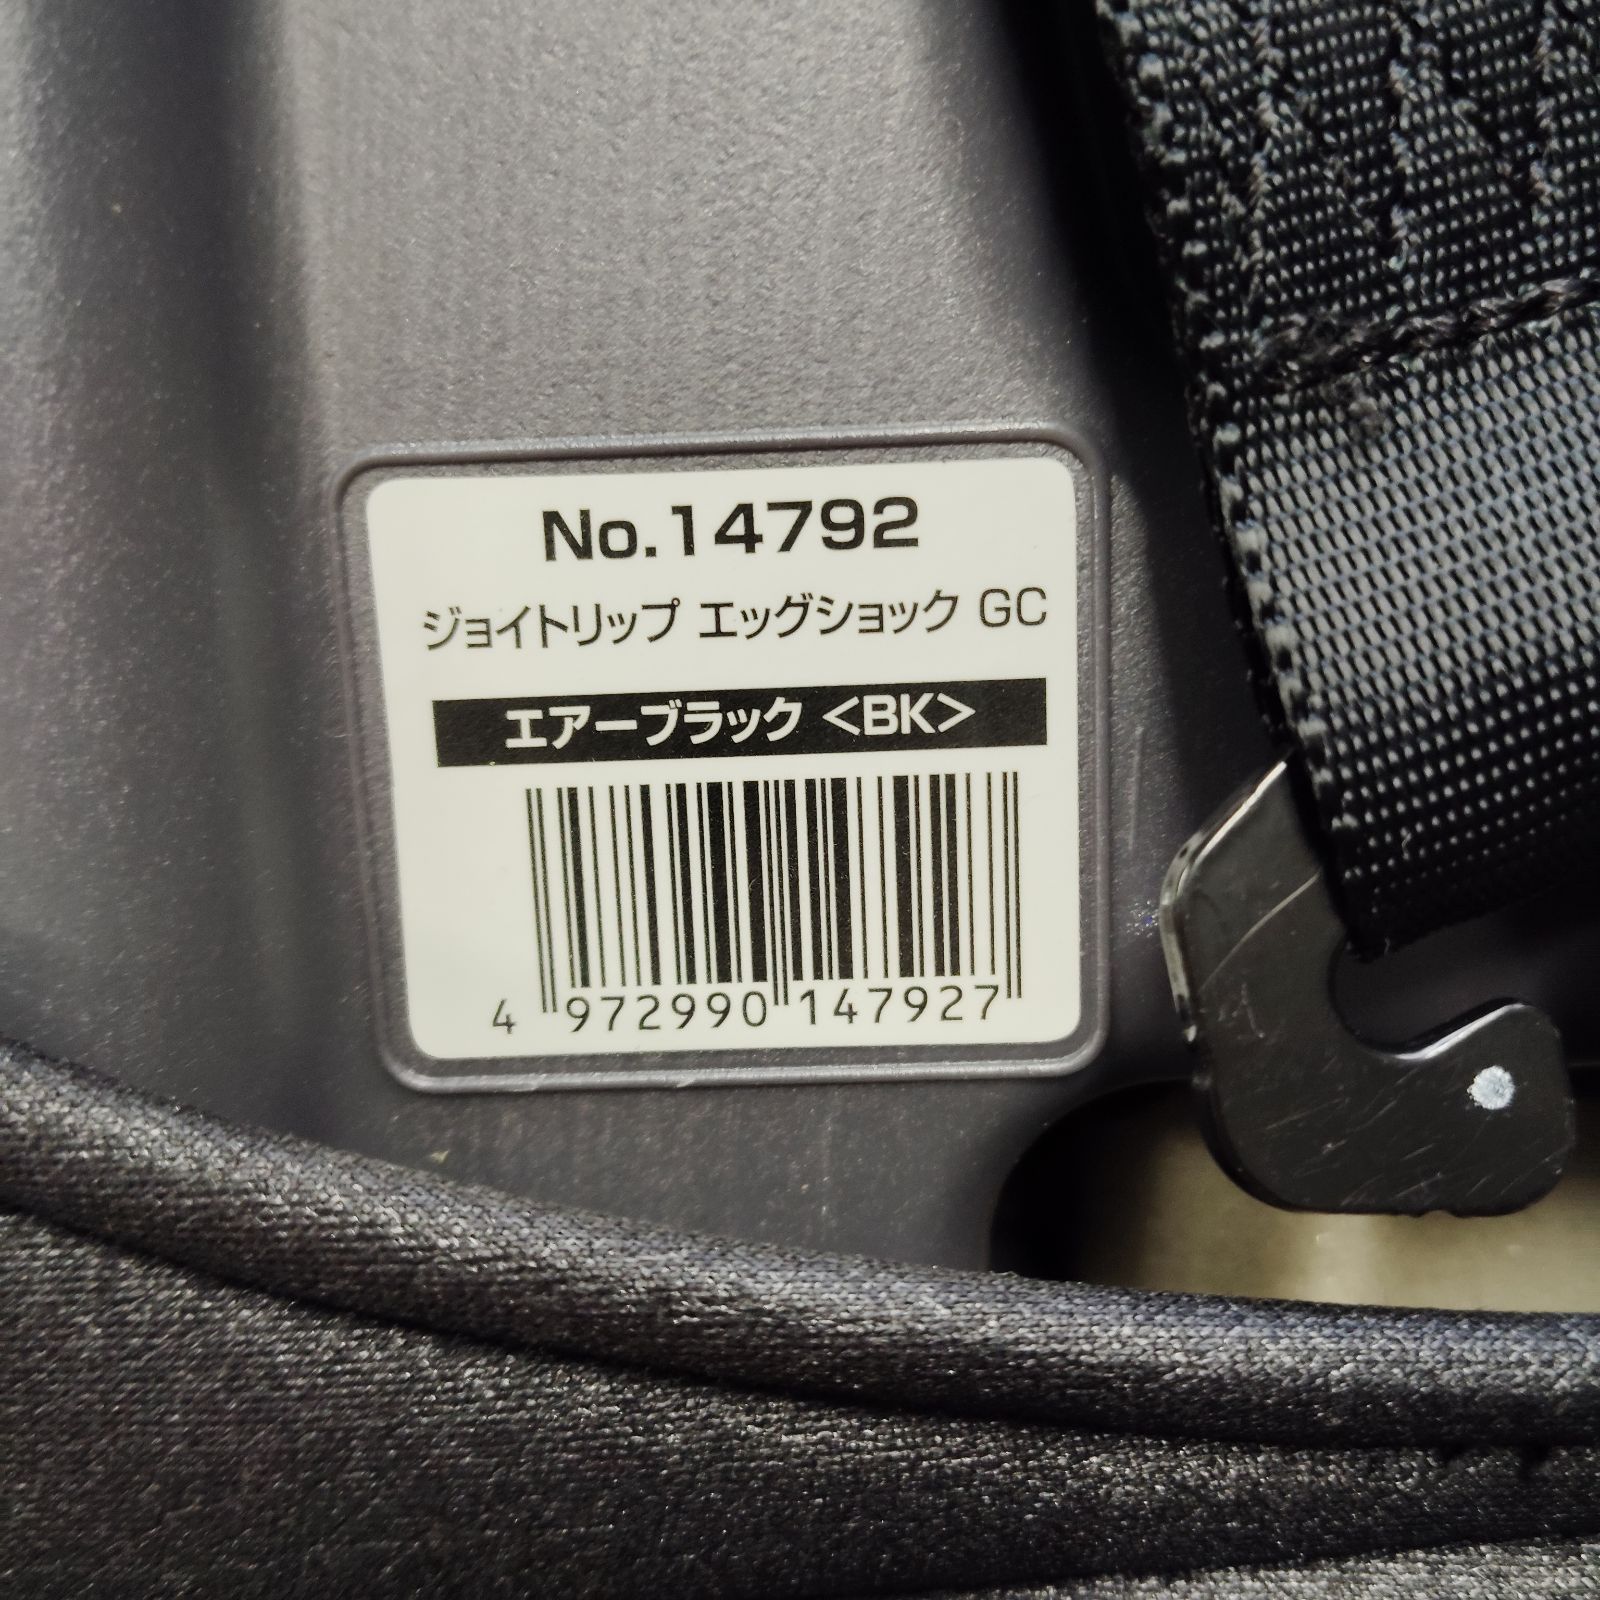 No.14792
ジョイトリップ エッグショック GC
エアーブラック <BK>
4 972990 147927